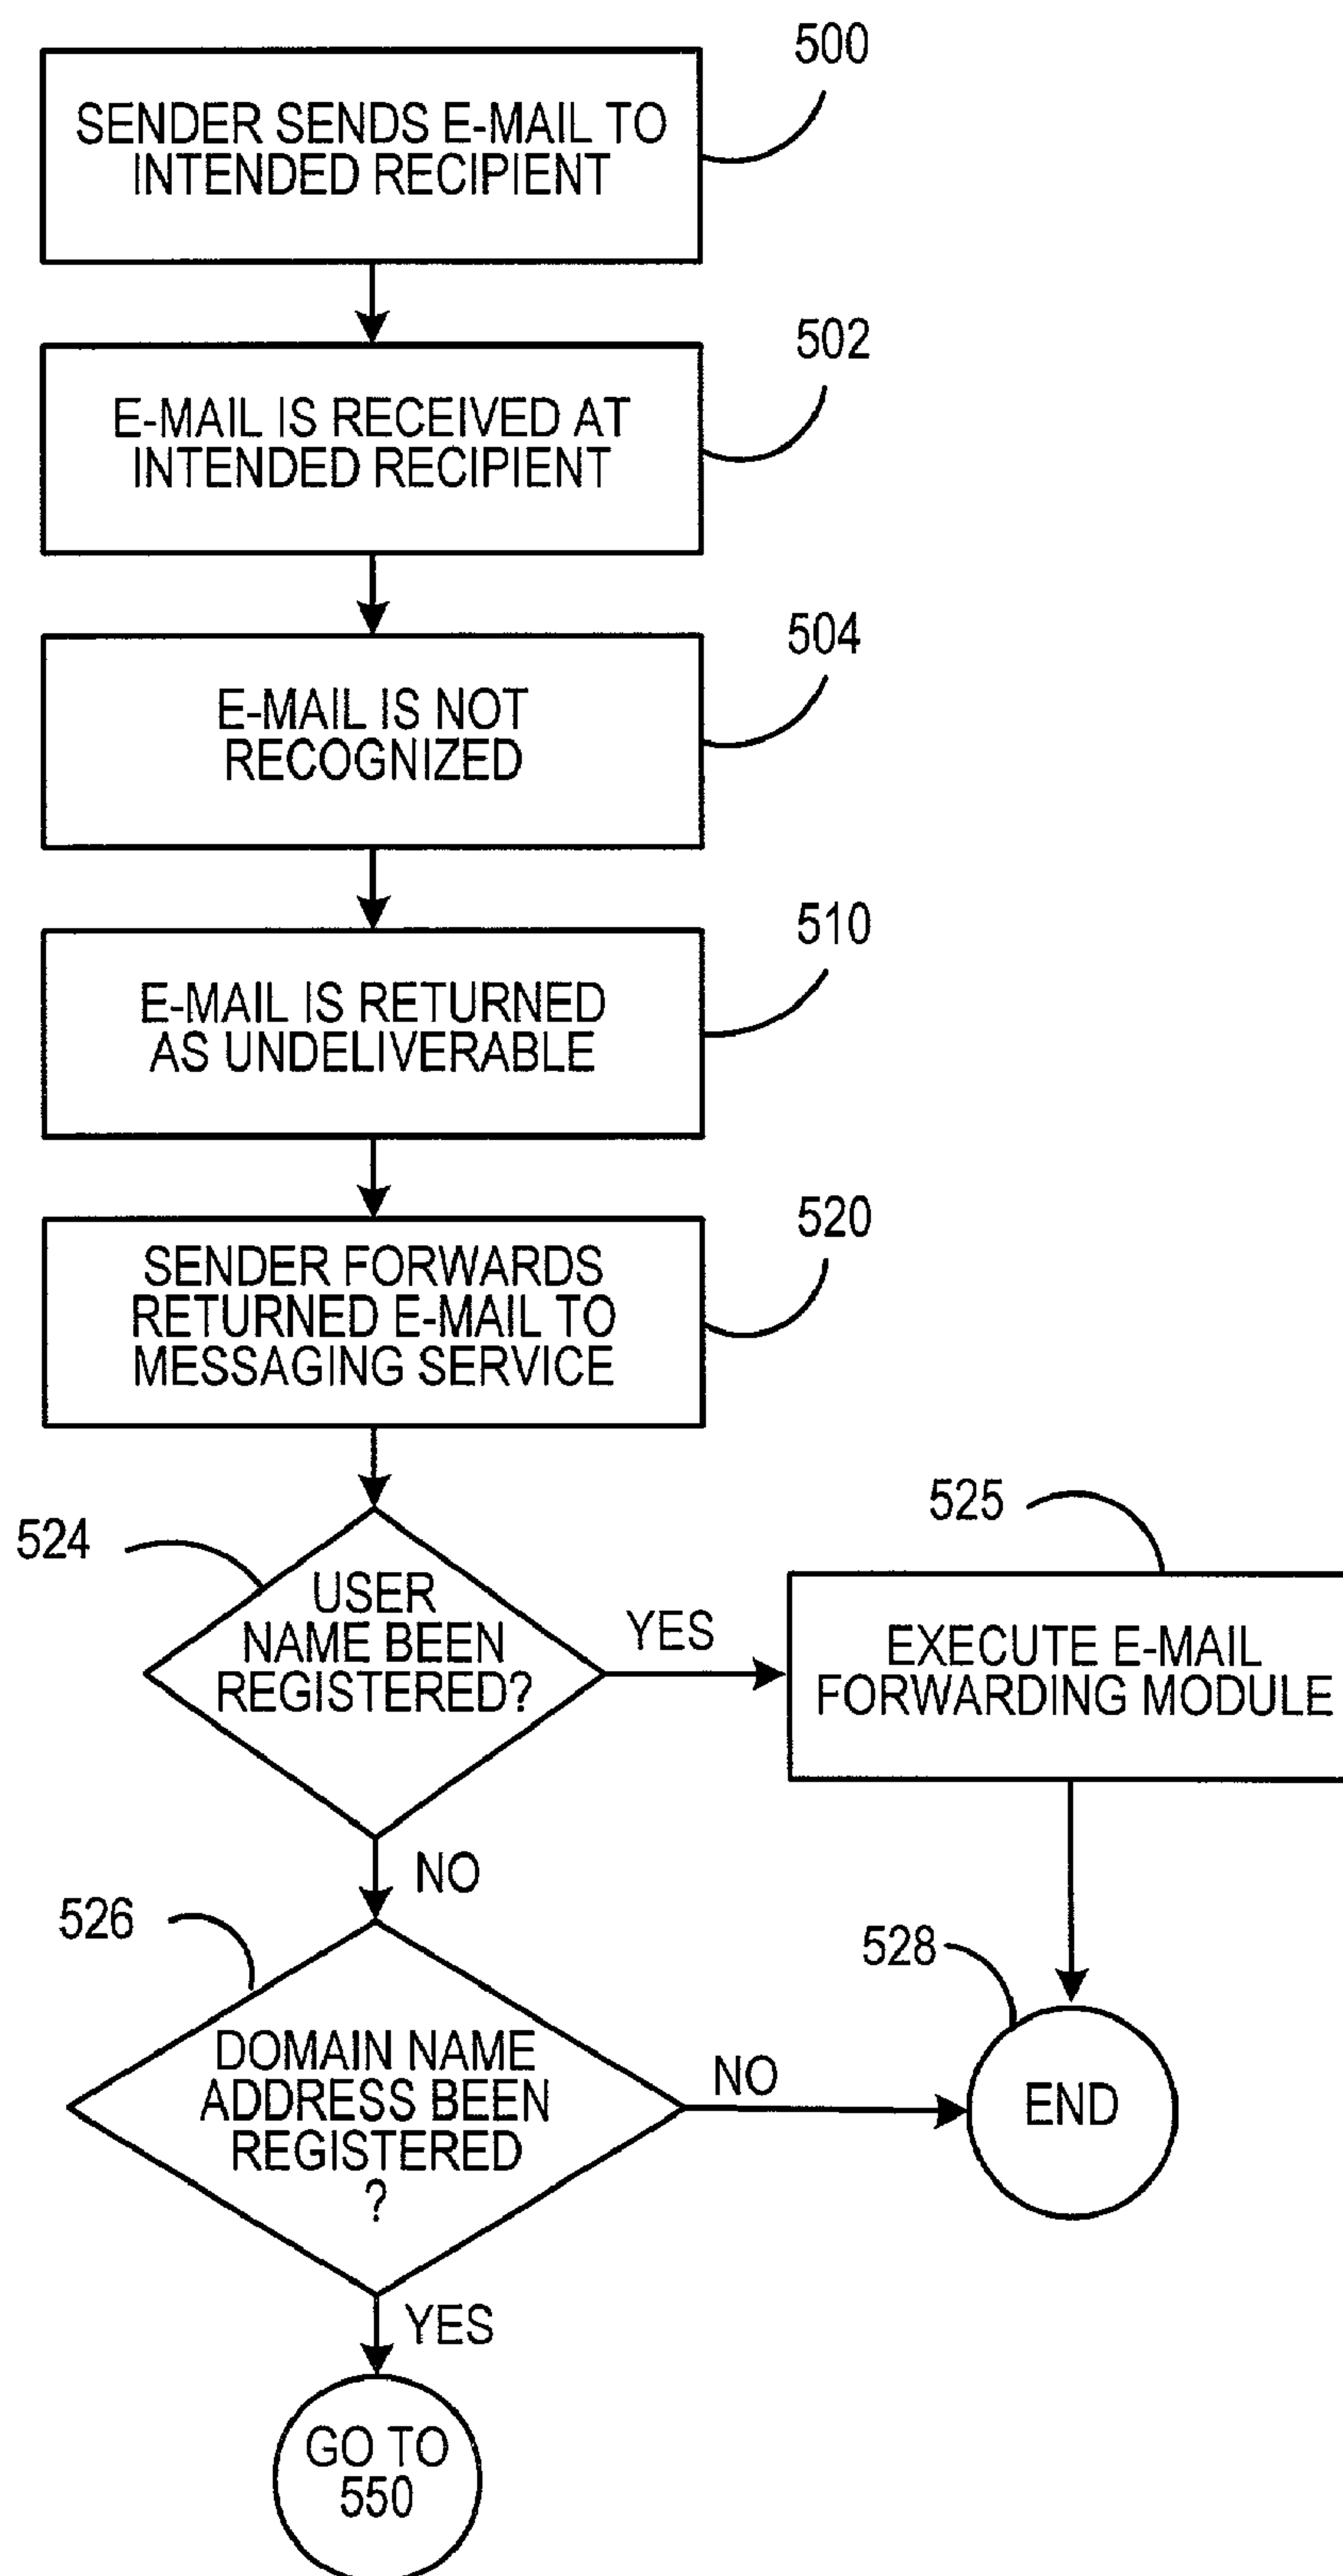 500
SENDER SENDS E-MAIL TO
INTENDED RECIPIENT
502
E-MAIL IS RECEIVED AT
INTENDED RECIPIENT
504
E-MAIL IS NOT
RECOGNIZED
510
E-MAIL IS RETURNED
AS UNDELIVERABLE
520
SENDER FORWARDS
RETURNED E-MAIL TO
MESSAGING SERVICE
524
USER
NAME BEEN
REGISTERED?
YES
525
EXECUTE E-MAIL
FORWARDING MODULE
NO
526
DOMAIN NAME
ADDRESS BEEN
REGISTERED
?
NO
528
END
YES
GO TO
550